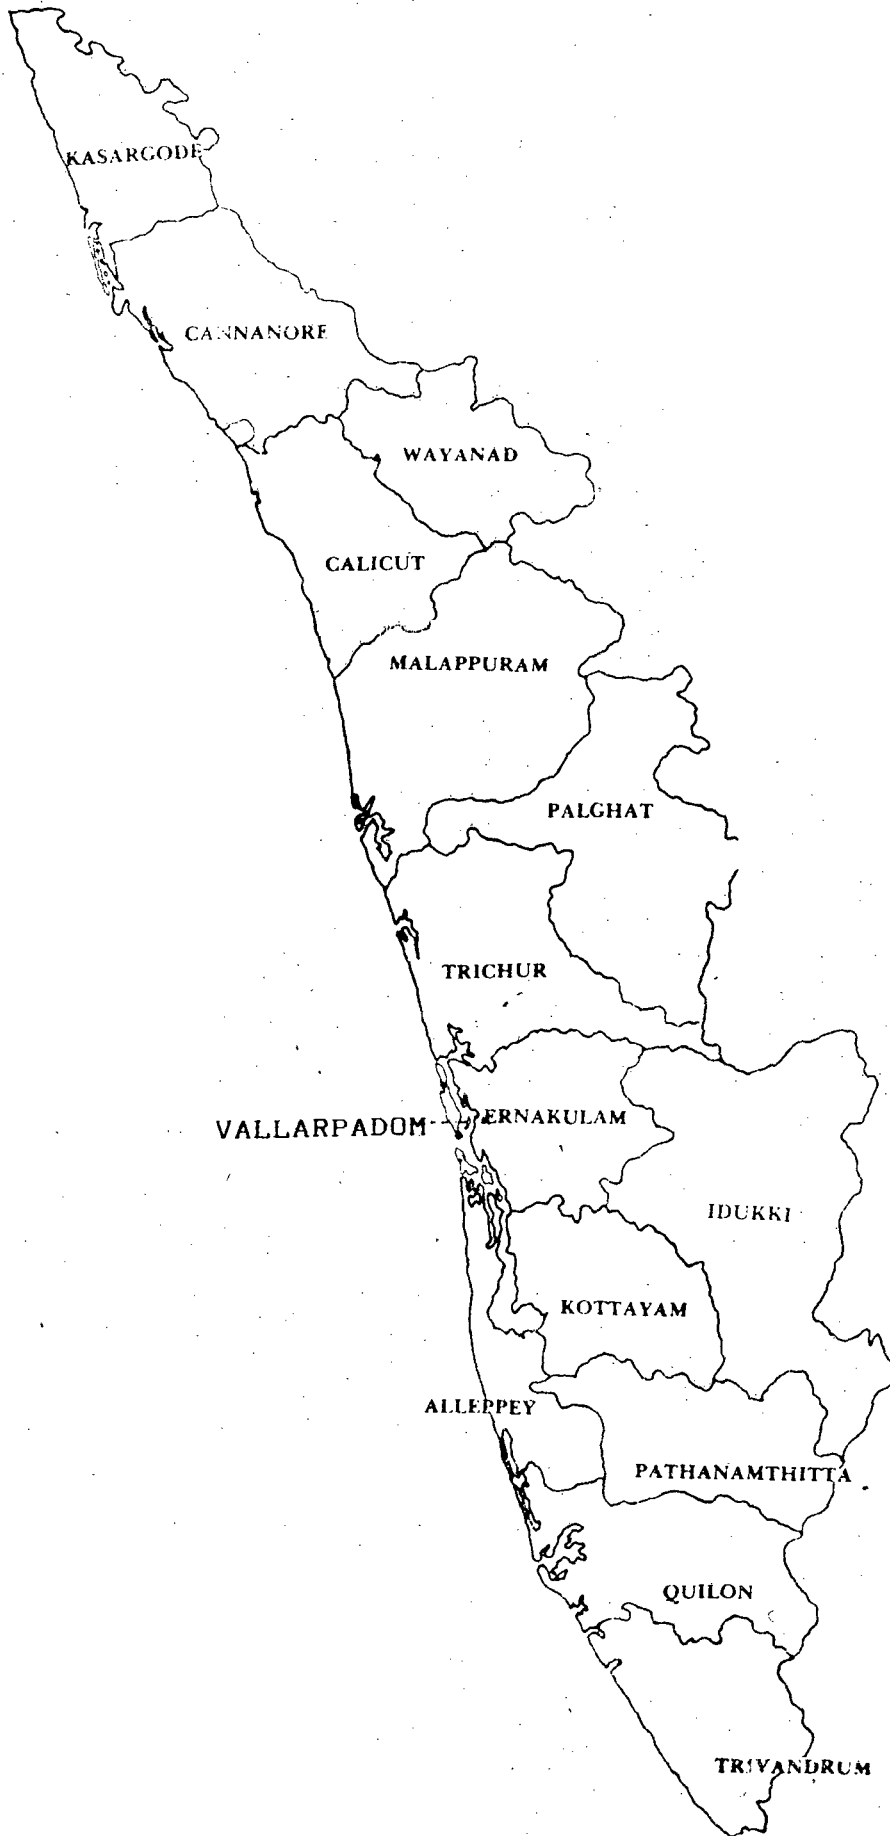 KASARGODE
CANNANORE
WAYANAD
CALICUT
MALAPPURAM
PALGHAT
TRICHUR
VALLARPADOM
ERNAKULAM
IDUKKI
KOTTAYAM
ALLEPPEY
PATHANAMTHITTA
QUILON
TRIVANDRUM